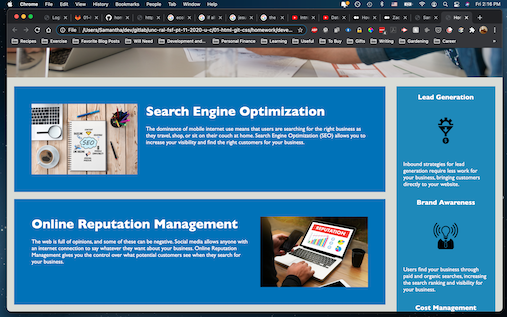 Chrome File Edit View History Bookmarks People Tab Window Help
Fri 2:16 PM
File /Users/Samantha/dev/gitlab/unc-ral-fsf-pt-11-2020-u-c/01-html-git-css/homework/deve...
Recipes Exercise Favorite Blog Posts Will Need Development and... Personal Finance Learning Useful To Buy Gifts Writing Gardening Career
Search Engine Optimization
The dominance of mobile internet use means that users are searching for the right business as
they travel, shop, or sit on their couch at home. Search Engine Optimization (SEO) allows you to
increase your visibility and find the right customers for your business.
SEO
Online Reputation Management
The web is full of opinions, and some of these can be negative. Social media allows anyone with
an internet connection to say whatever they want about your business. Online Reputation
Management gives you the control over what potential customers see when they search for
your business.
REPUTATION
Lead Generation
Inbound strategies for lead
generation require less work for
your business, bringing customers
directly to your website.
Brand Awareness
Users find your business through
paid and organic searches, increasing
the search ranking and visibility for
your business.
Cost Management